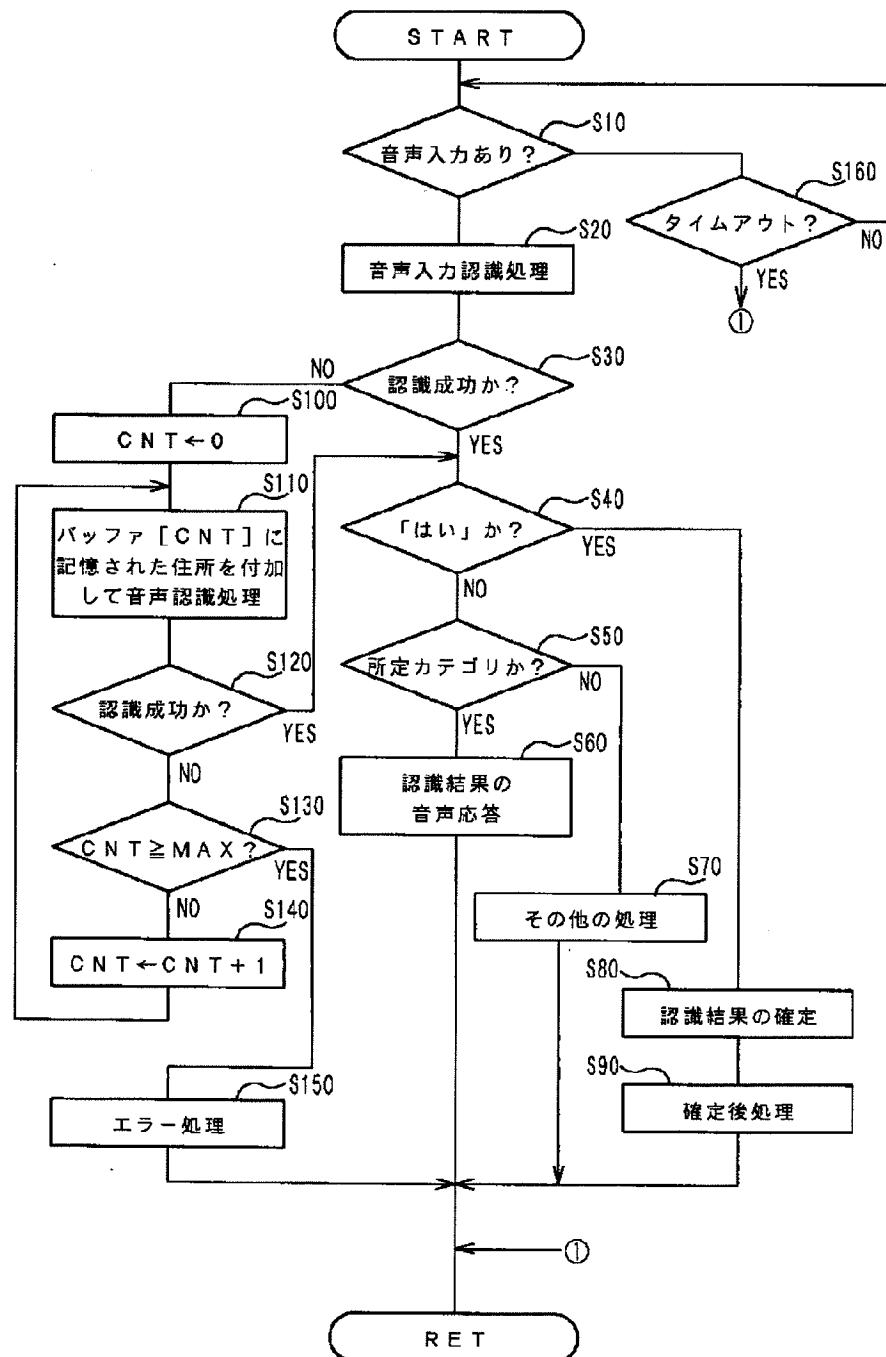 START
S10
音声入力あり?
S160
タイムアウト?
NO
YES
①
S20
音声入力認識処理
S30
認識成功か?
NO
YES
S100
CNT←0
S110
バッファ[CNT]に
記憶された住所を付加
して音声認識処理
S120
認識成功か?
YES
NO
S130
CNT≧MAX?
YES
NO
S140
CNT←CNT+1
S150
エラー処理
S40
「はい」か?
YES
NO
S50
所定カテゴリか?
NO
YES
S60
認識結果の
音声応答
S70
その他の処理
S80
認識結果の確定
S90
確定後処理
①
RET